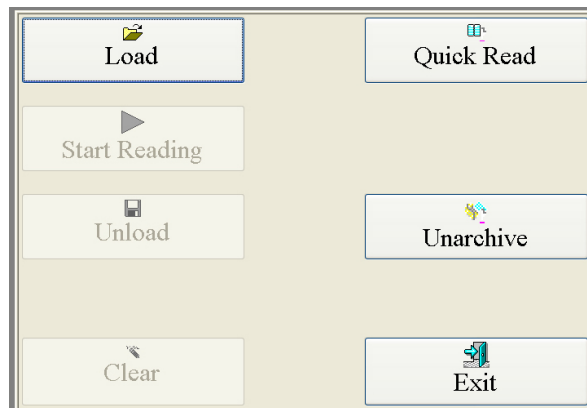 Load
Quick Read
Start Reading
Unload
Unarchive
Clear
Exit